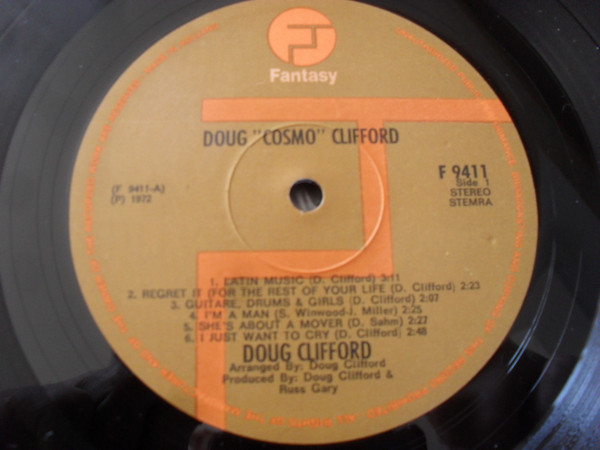 Fantasy
DOUG "COSMO" CLIFFORD
F 9411
(F 9411-A)
Side 1
(P) 1972
STEREO
STEMRA
1. LATIN MUSIC (D. Clifford) 3:11
2. REGRET IT (FOR THE REST OF YOUR LIFE (D. Clifford) 2:23
3. GUITARE, DRUMS & GIRLS (D. Clifford) 2:07
4. I'M A MAN (S. Winwood-J. Miller) 2:25
5. SHE'S ABOUT A MOVER (D. Sahm) 2:27
6. I JUST WANT TO CRY (D. Clifford) 2:48
DOUG CLIFFORD
Arranged By: Doug Clifford
Produced By: Doug Clifford &
Russ Gary